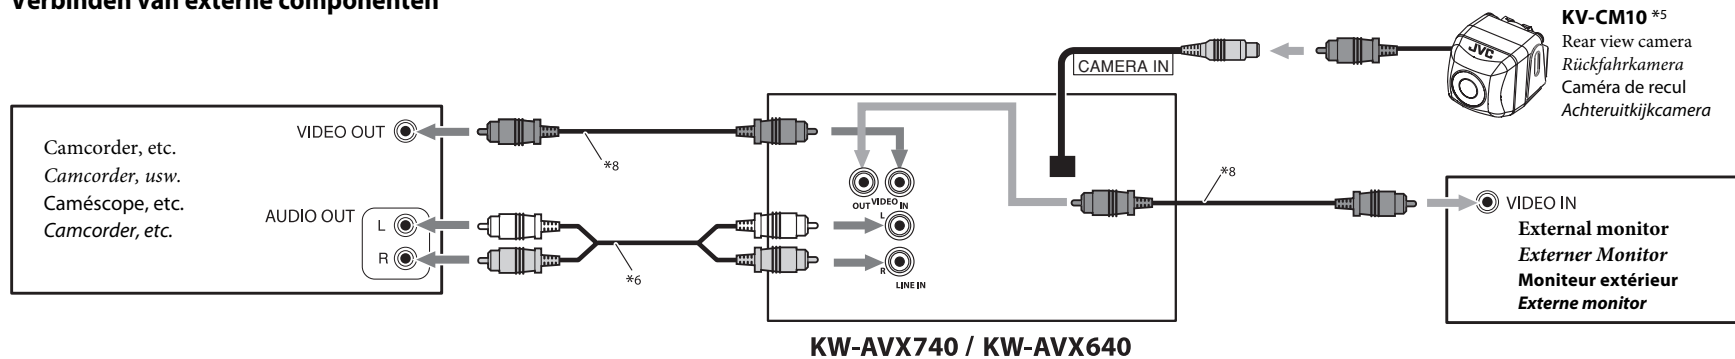 Verbinden van externe componenten
KV-CM10 *5
Rear view camera
Rückfahrkamera
Caméra de recul
Achteruitkijkcamera
JVC
CAMERA IN
Camcorder, etc.
Camcorder, usw.
Caméscope, etc.
Camcorder, etc.
VIDEO OUT
AUDIO OUT
L
R
*8
*6
OUT VIDEO IN
L
R
LINE IN
*8
VIDEO IN
External monitor
Externer Monitor
Moniteur extérieur
Externe monitor
KW-AVX740 / KW-AVX640